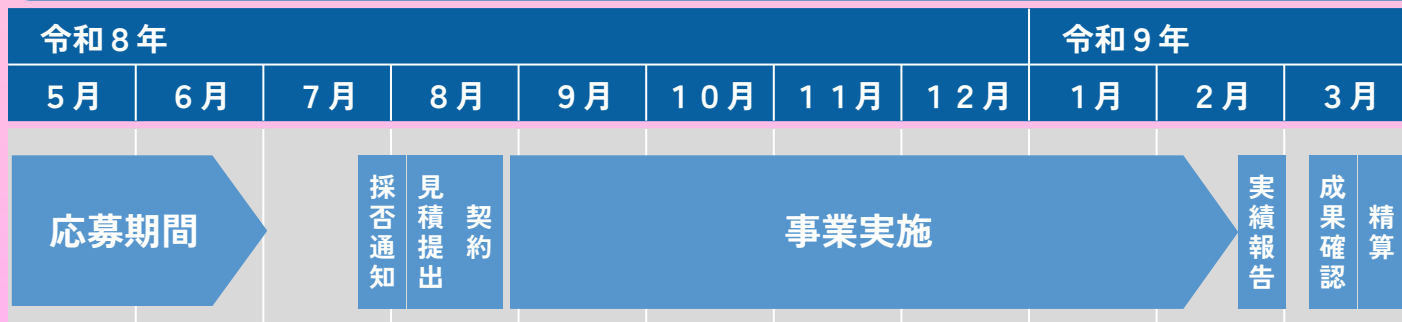 令和８年
令和９年
５月
６月
７月
８月
９月
１０月
１１月
１２月
１月
２月
３月
応募期間
採否通知
見積提出
契約
事業実施
実績報告
成果確認
精算